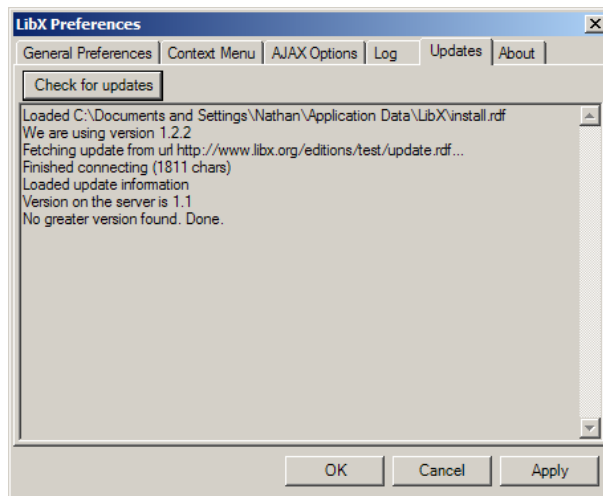 LibX Preferences
General Preferences Context Menu AJAX Options Log Updates About
Check for updates
Loaded C:\Documents and Settings\Nathan\Application Data\LibX\install.rdf
We are using version 1.2.2
Fetching update from url http://www.libx.org/editions/test/update.rdf...
Finished connecting (1811 chars)
Loaded update information
Version on the server is 1.1
No greater version found. Done.
OK Cancel Apply